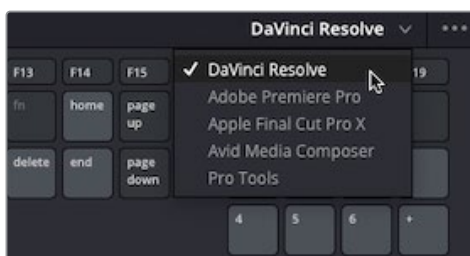 DaVinci Resolve
F13 F14 F15 DaVinci Resolve 19
fn home page up Adobe Premiere Pro
Apple Final Cut Pro X
delete end page down Avid Media Composer
Pro Tools
4 5 6 +